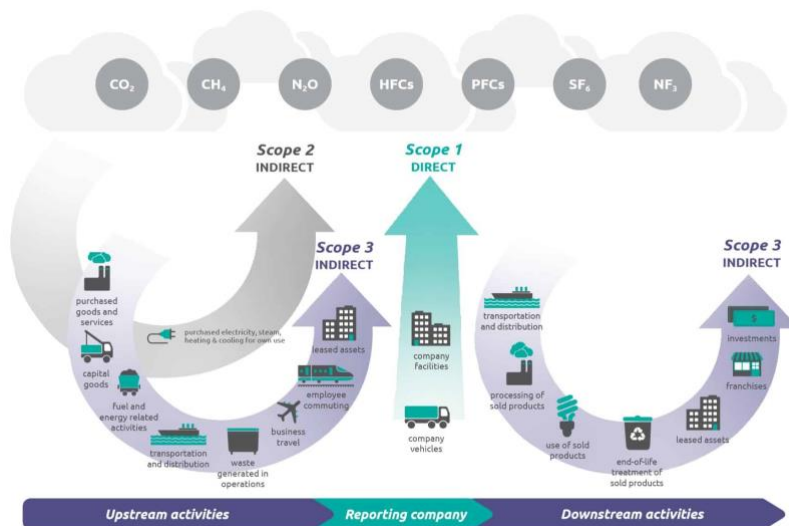 CO₂
CH₄
N₂O
HFCs
PFCs
SF₆
NF₃
Scope 2
INDIRECT
Scope 1
DIRECT
Scope 3
INDIRECT
Scope 3
INDIRECT
purchased
goods and
services
capital
goods
fuel and
energy related
activities
transportation
and distribution
waste
generated in
operations
business
travel
employee
commuting
leased assets
purchased electricity, steam,
heating & cooling for own use
company
facilities
company
vehicles
transportation
and distribution
processing of
sold products
use of sold
products
end-of-life
treatment of
sold products
leased assets
franchises
investments
$
Upstream activities
Reporting company
Downstream activities